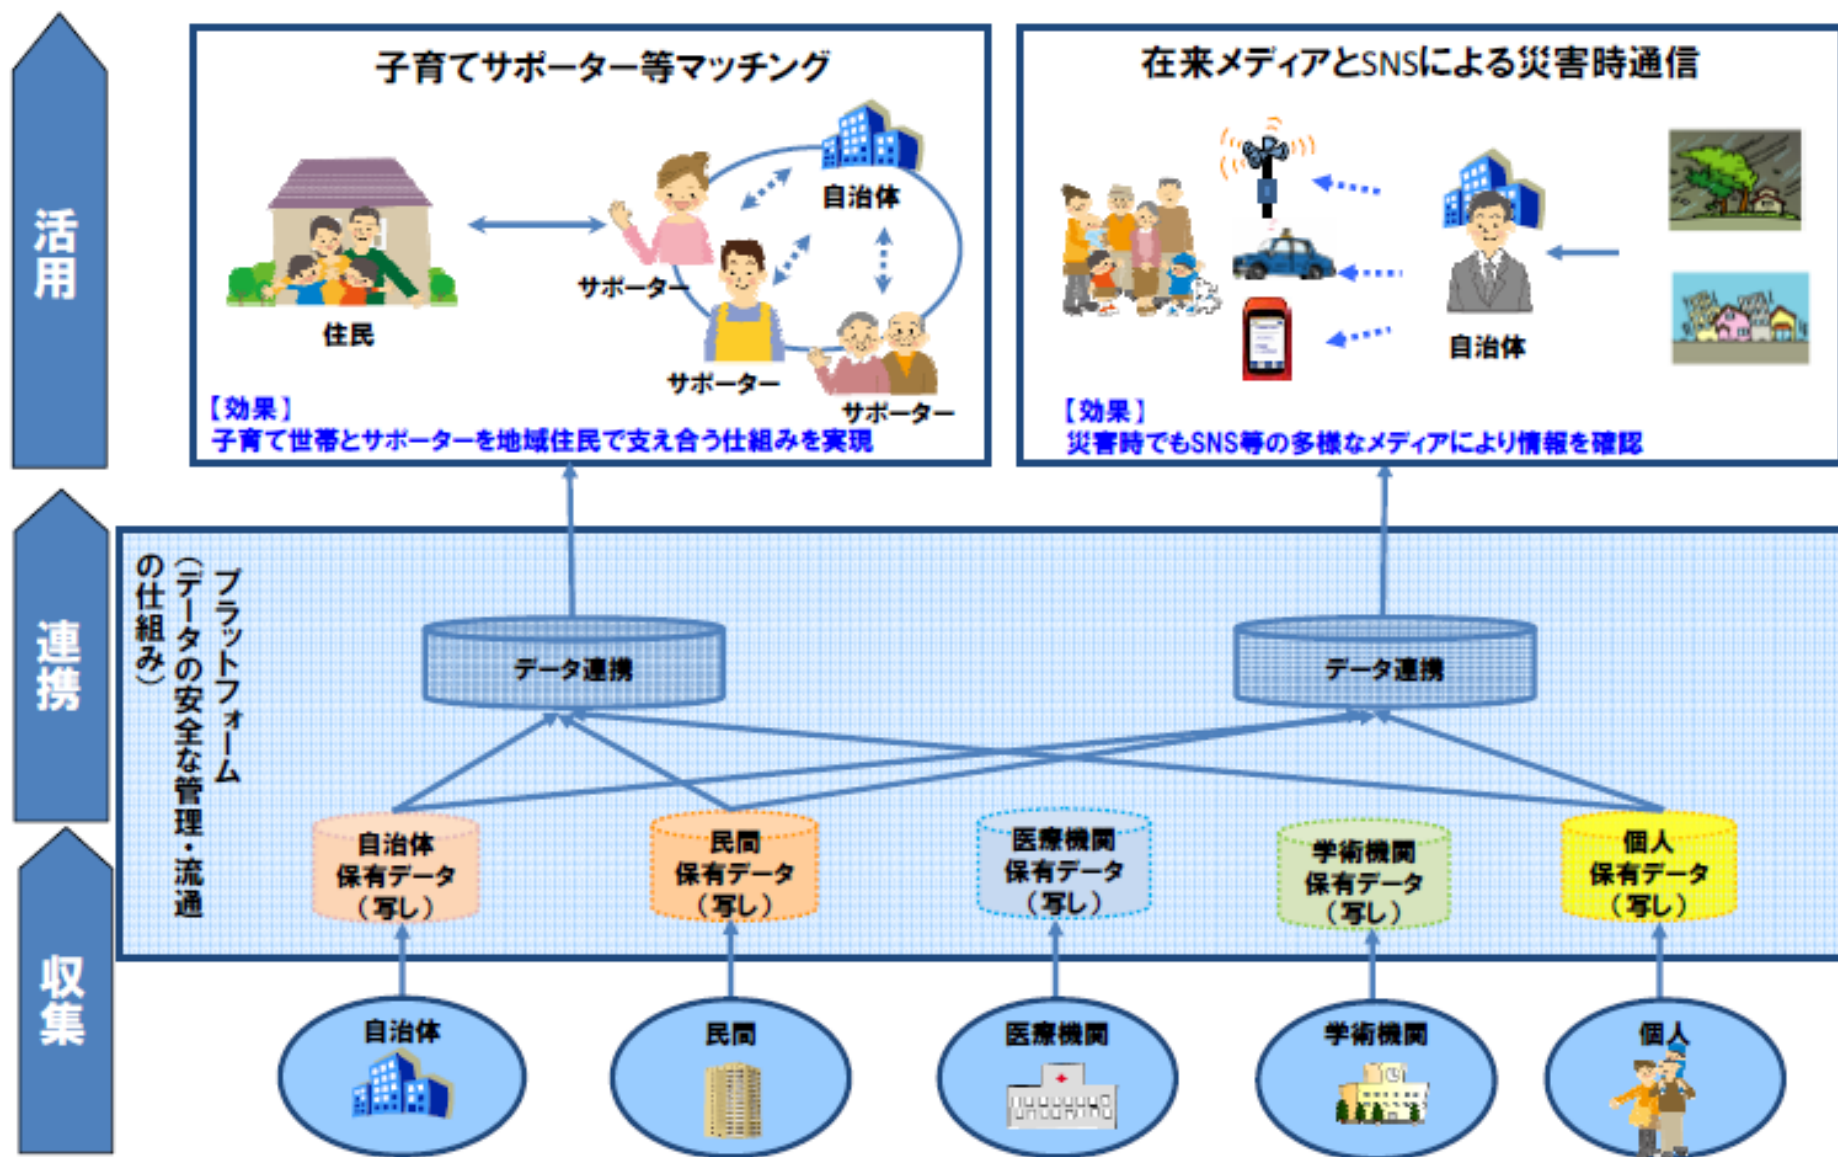 活用
子育てサポーター等マッチング
自治体
サポーター
住民
サポーター
サポーター
【効果】
子育て世帯とサポーターを地域住民で支え合う仕組みを実現
在来メディアとSNSによる災害時通信
自治体
【効果】
災害時でもSNS等の多様なメディアにより情報を確認
連携
プラットフォーム
（データの安全な管理・流通
の仕組み）
データ連携
データ連携
自治体
保有データ
（写し）
民間
保有データ
（写し）
医療機関
保有データ
（写し）
学術機関
保有データ
（写し）
個人
保有データ
（写し）
収集
自治体
民間
医療機関
学術機関
個人